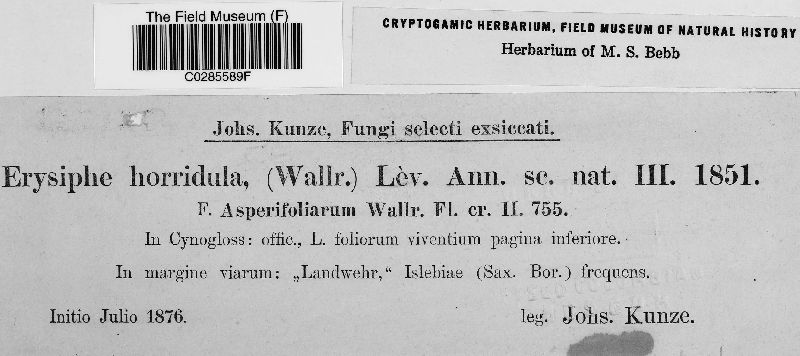 The Field Museum (F)
C0285589F
CRYPTOGAMIC HERBARIUM, FIELD MUSEUM OF NATURAL HISTORY
Herbarium of M. S. Bebb
Johs. Kunze, Fungi selecti exsiccati.
Erysiphe horridula, (Wallr.) Lèv. Ann. sc. nat. III. 1851.
F. Asperifoliarum Wallr. Fl. cr. II. 755.
In Cynogloss: offic., L. foliorum viventium pagina inferiore.
In margine viarum: „Landwehr,“ Islebiae (Sax. Bor.) frequens.
Initio Julio 1876.
leg. Johs. Kunze.